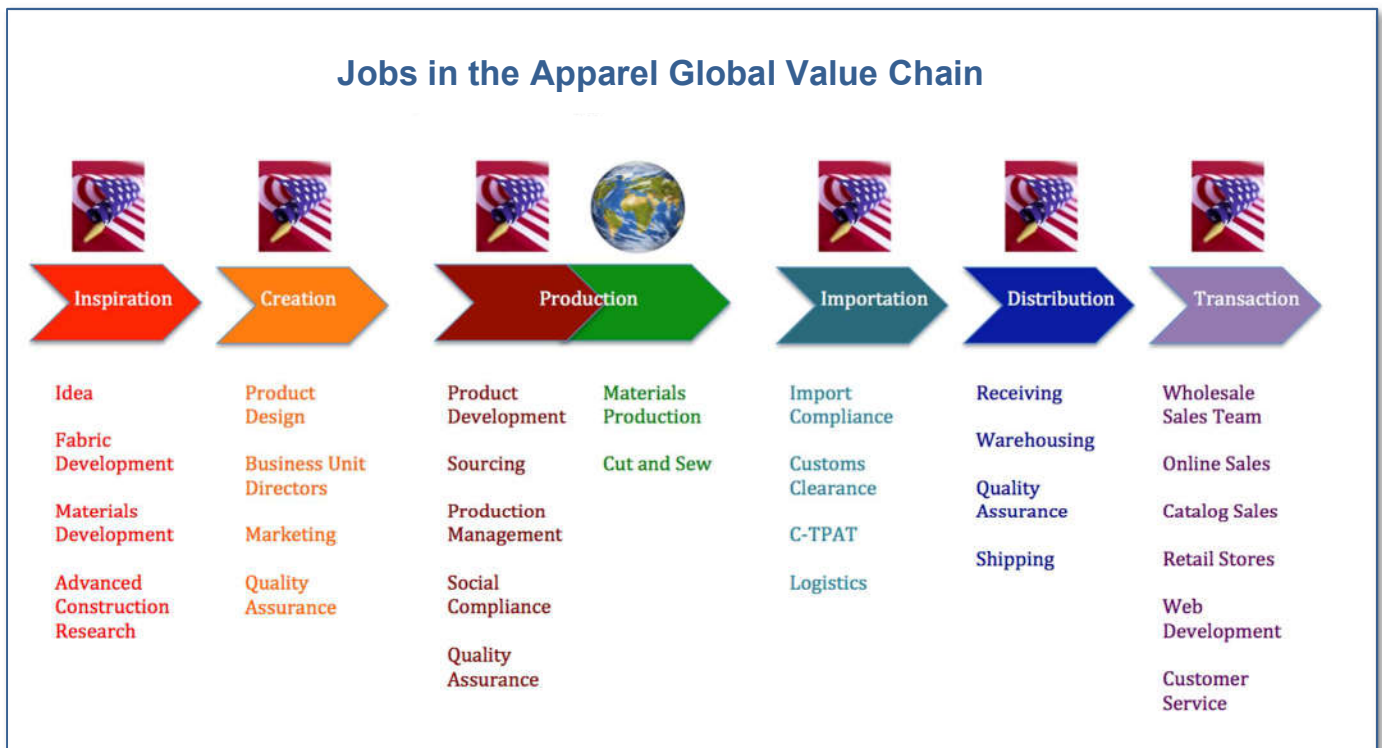 Jobs in the Apparel Global Value Chain
Inspiration
Creation
Production
Importation
Distribution
Transaction
Idea
Fabric
Development
Materials
Development
Advanced
Construction
Research
Product
Design
Business Unit
Directors
Marketing
Quality
Assurance
Product
Development
Sourcing
Production
Management
Social
Compliance
Quality
Assurance
Materials
Production
Cut and Sew
Import
Compliance
Customs
Clearance
C-TPAT
Logistics
Receiving
Warehousing
Quality
Assurance
Shipping
Wholesale
Sales Team
Online Sales
Catalog Sales
Retail Stores
Web
Development
Customer
Service